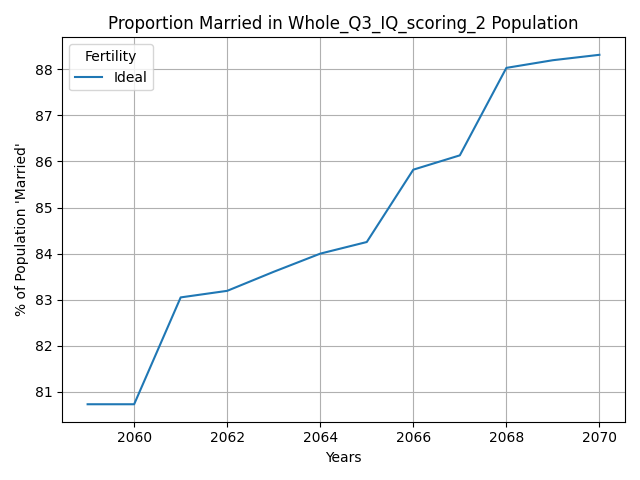 Proportion Married in Whole_Q3_IQ_scoring_2 Population
Fertility
Ideal
% of Population 'Married'
88
87
86
85
84
83
82
81
2060
2062
2064
2066
2068
2070
Years